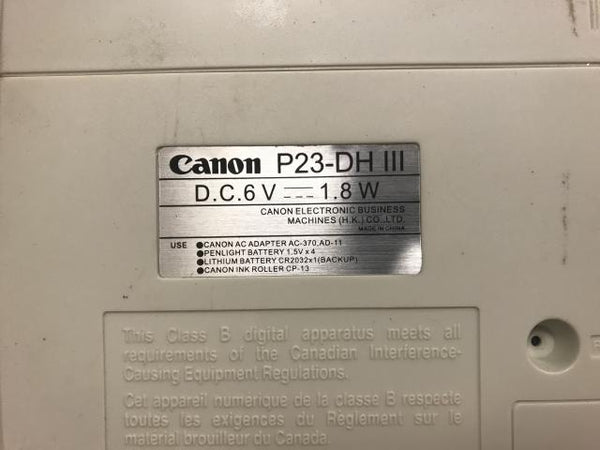 Canon P23-DH III
D.C.6V 1.8W
CANON ELECTRONIC BUSINESS
MACHINES (H.K.) CO., LTD.
MADE IN CHINA
USE ●CANON AC ADAPTER AC-370, AD-11
●PENLIGHT BATTERY 1.5V x 4
●LITHIUM BATTERY CR2032x1(BACKUP)
●CANON INK ROLLER CP-13
This Class B digital apparatus meets all
requirements of the Canadian Interference-
Causing Equipment Regulations.
Cet appareil numérique de la classe B respecte
toutes les exigences du Règlement sur le
matérial brouilleur du Canada.